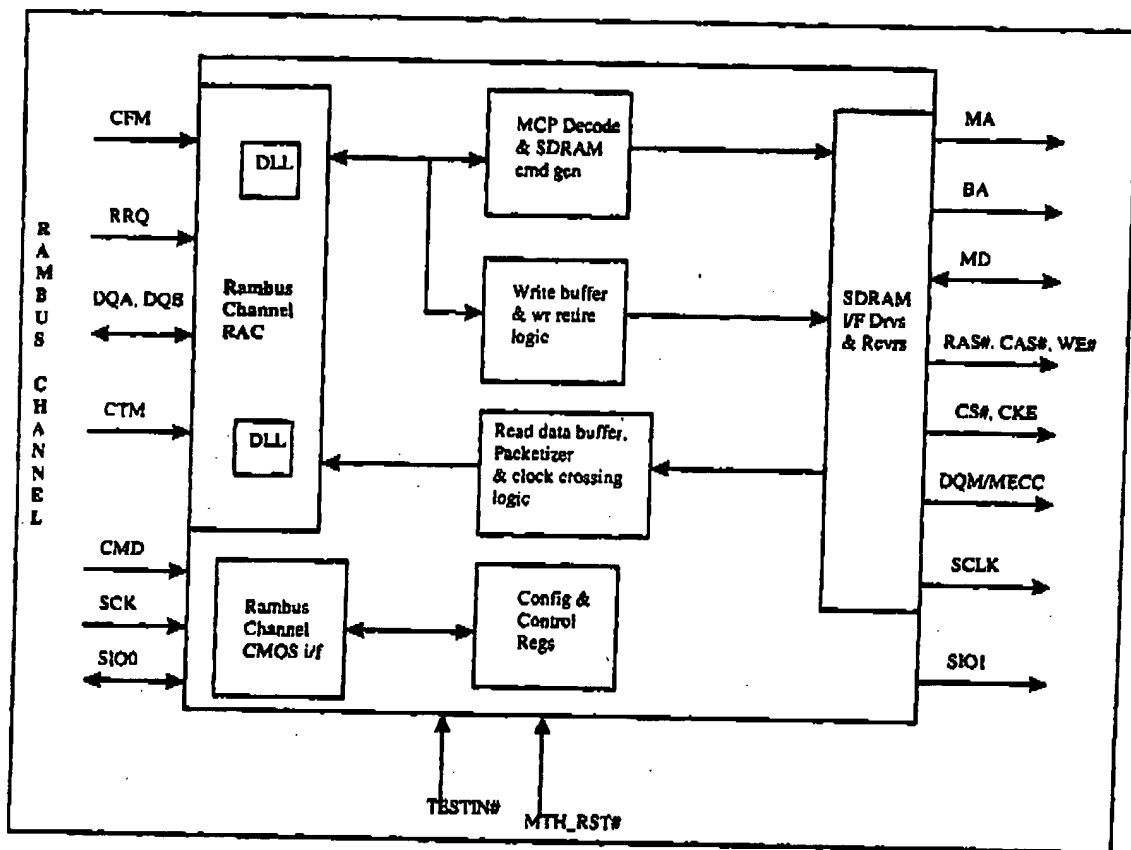 RAMBUS CHANNEL
CFM
RRQ
DQA, DQB
CTM
CMD
SCK
SIO0
DLL
Rambus
Channel
RAC
DLL
Rambus
Channel
CMOS i/f
MCP Decode
& SDRAM
cmd gen
Write buffer
& wr retire
logic
Read data buffer,
Packetizer
& clock crossing
logic
Config &
Control
Regs
SDRAM
I/F Drvs
& Rcvrs
MA
BA
MD
RAS#, CAS#, WE#
CS#, CKE
DQM/MECC
SCLK
SIO1
TESTIN#
MTH_RST#